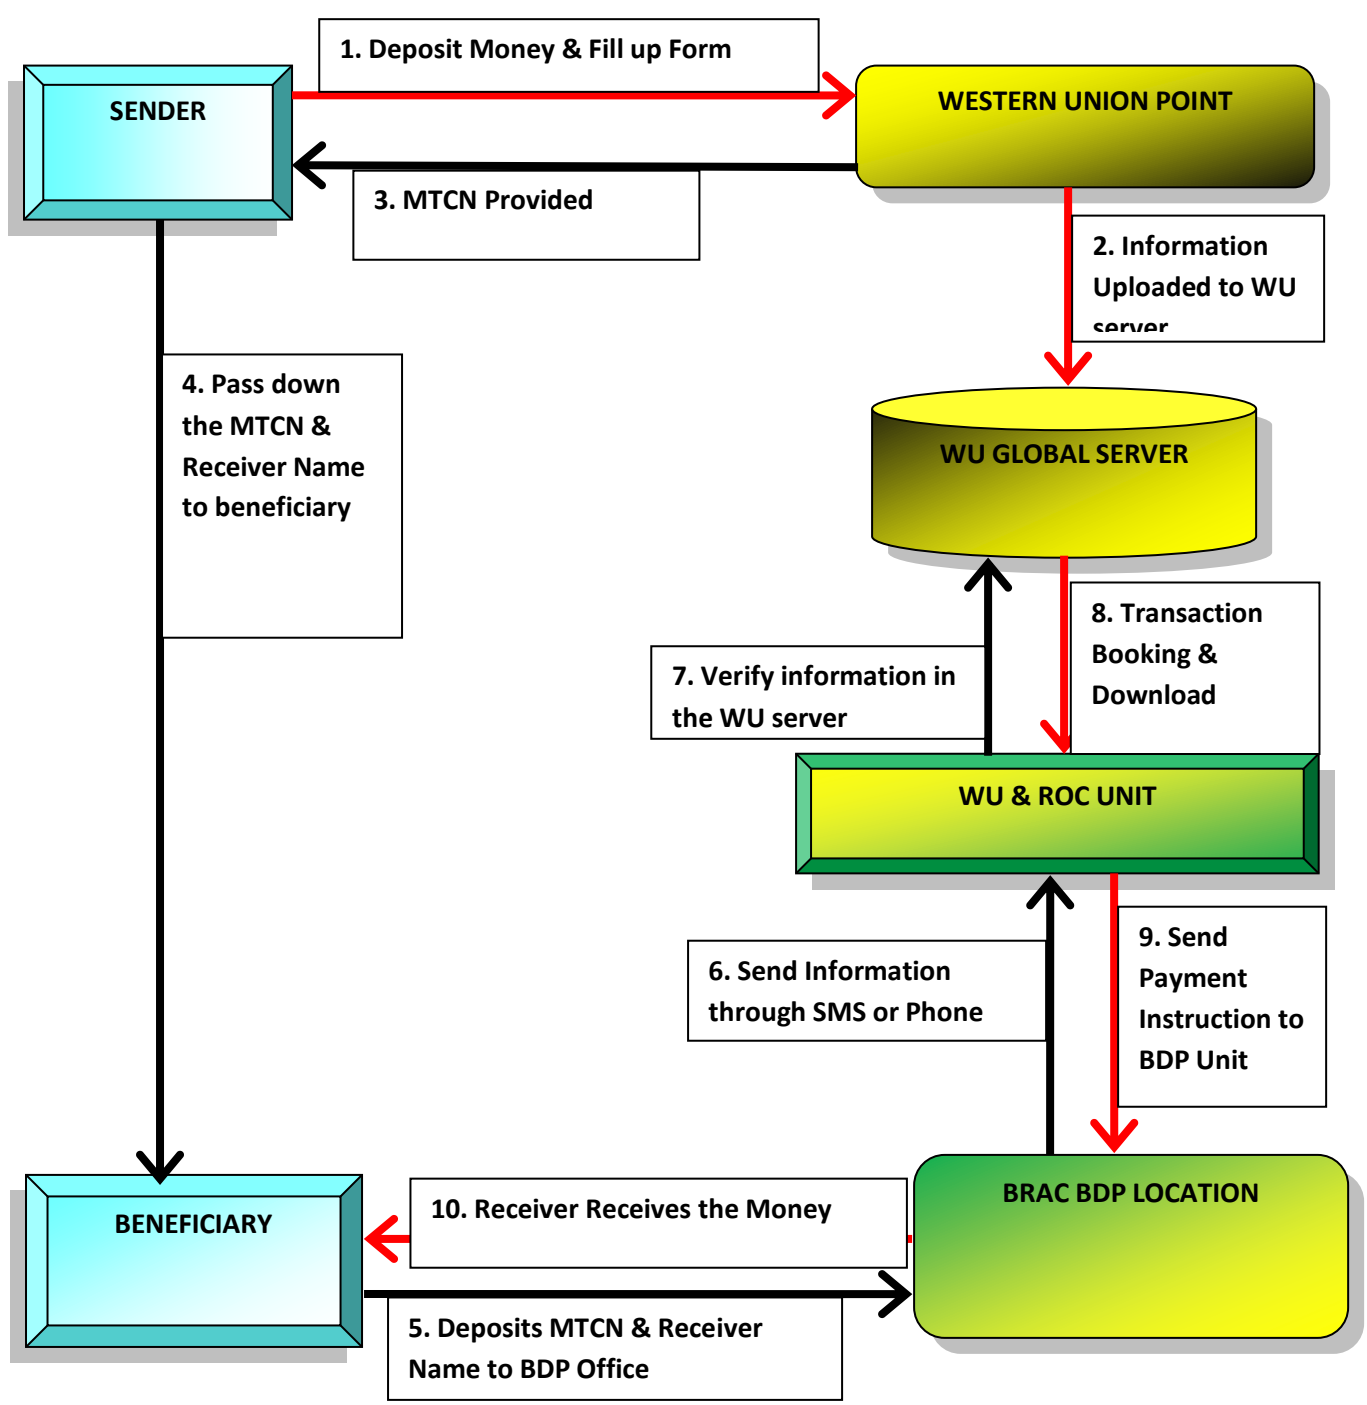 1. Deposit Money & Fill up Form
SENDER
WESTERN UNION POINT
3. MTCN Provided
2. Information
Uploaded to WU
server
4. Pass down
the MTCN &
Receiver Name
to beneficiary
WU GLOBAL SERVER
8. Transaction
Booking &
Download
7. Verify information in
the WU server
WU & ROC UNIT
9. Send
Payment
Instruction to
BDP Unit
6. Send Information
through SMS or Phone
BRAC BDP LOCATION
10. Receiver Receives the Money
BENEFICIARY
5. Deposits MTCN & Receiver
Name to BDP Office